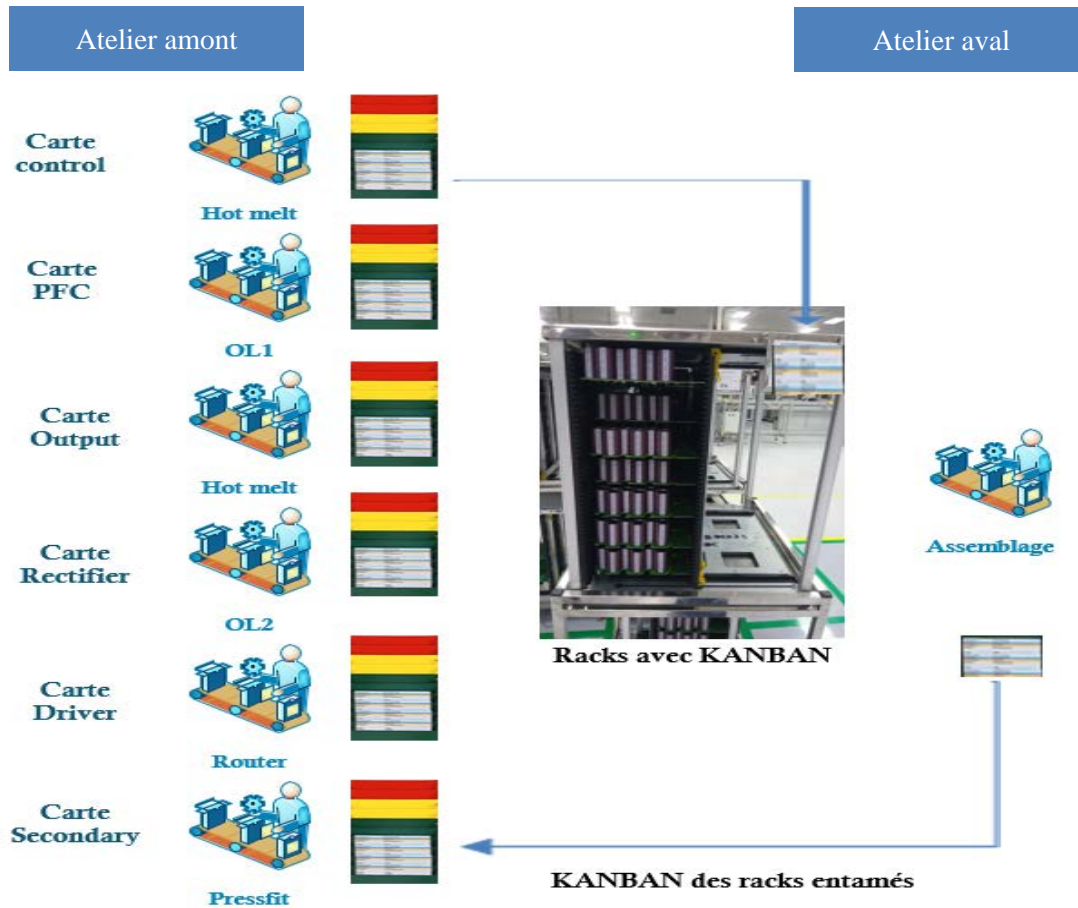 Atelier amont
Atelier aval
Carte
control
Hot melt
Carte
PFC
OL1
Carte
Output
Hot melt
Carte
Rectifier
OL2
Racks avec KANBAN
Assemblage
Carte
Driver
Router
Carte
Secondary
Pressfit
KANBAN des racks entamés